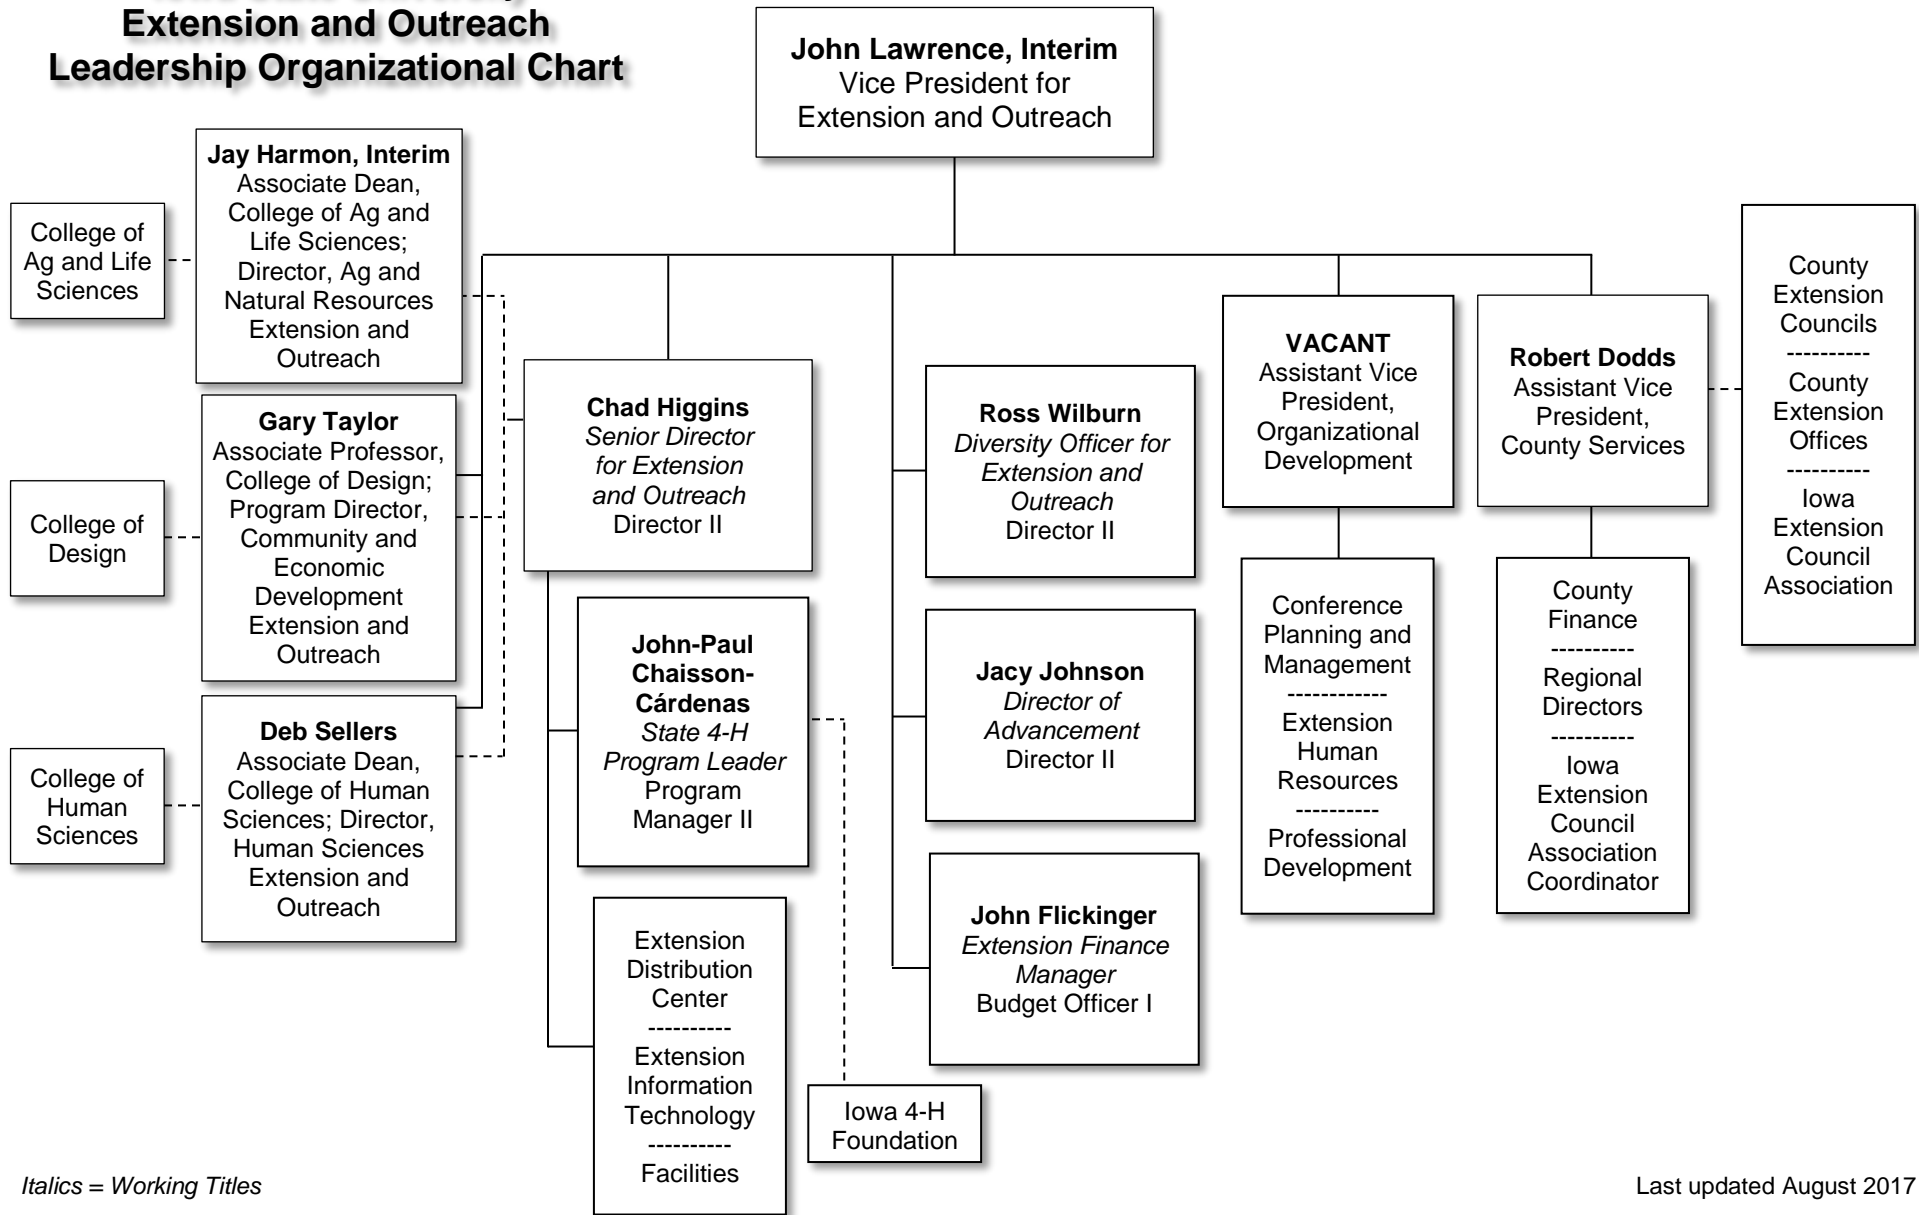 Extension and Outreach
Leadership Organizational Chart
John Lawrence, Interim
Vice President for
Extension and Outreach
Jay Harmon, Interim
Associate Dean,
College of Ag and
Life Sciences;
Director, Ag and
Natural Resources
Extension and
Outreach
College of
Ag and Life
Sciences
Gary Taylor
Associate Professor,
College of Design;
Program Director,
Community and
Economic
Development
Extension and
Outreach
College of
Design
Deb Sellers
Associate Dean,
College of Human
Sciences; Director,
Human Sciences
Extension and
Outreach
College of
Human
Sciences
Chad Higgins
Senior Director
for Extension
and Outreach
Director II
John-Paul
Chaisson-
Cárdenas
State 4-H
Program Leader
Program
Manager II
Extension
Distribution
Center
----------
Extension
Information
Technology
----------
Facilities
Iowa 4-H
Foundation
Ross Wilburn
Diversity Officer for
Extension and
Outreach
Director II
Jacy Johnson
Director of
Advancement
Director II
John Flickinger
Extension Finance
Manager
Budget Officer I
VACANT
Assistant Vice
President,
Organizational
Development
Conference
Planning and
Management
------------
Extension
Human
Resources
----------
Professional
Development
Robert Dodds
Assistant Vice
President,
County Services
County
Finance
----------
Regional
Directors
----------
Iowa
Extension
Council
Association
Coordinator
County
Extension
Councils
----------
County
Extension
Offices
----------
Iowa
Extension
Council
Association
Italics = Working Titles
Last updated August 2017